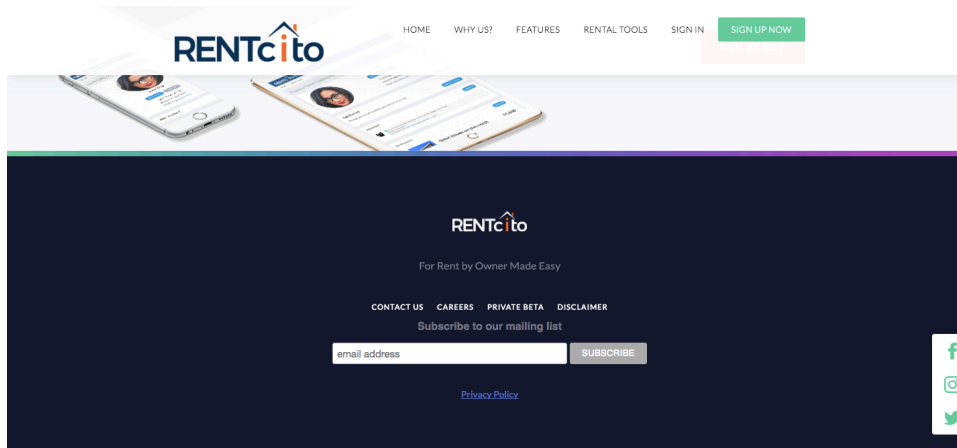 RENTcito
HOME WHY US? FEATURES RENTAL TOOLS SIGN IN SIGN UP NOW
RENTcito
For Rent by Owner Made Easy
CONTACT US CAREERS PRIVATE BETA DISCLAIMER
Subscribe to our mailing list
email address SUBSCRIBE
Privacy Policy